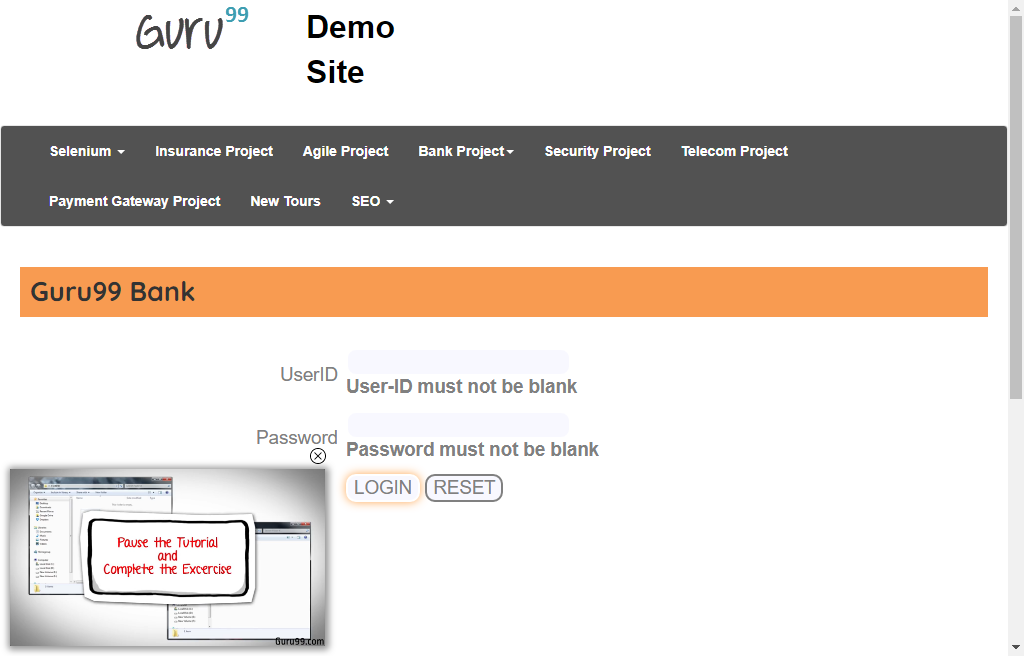 Guru99
Demo
Site
Selenium
Insurance Project
Agile Project
Bank Project
Security Project
Telecom Project
Payment Gateway Project
New Tours
SEO
Guru99 Bank
UserID
User-ID must not be blank
Password
Password must not be blank
LOGIN
RESET
Pause the Tutorial
and
Complete the Excercise
Guru99.com